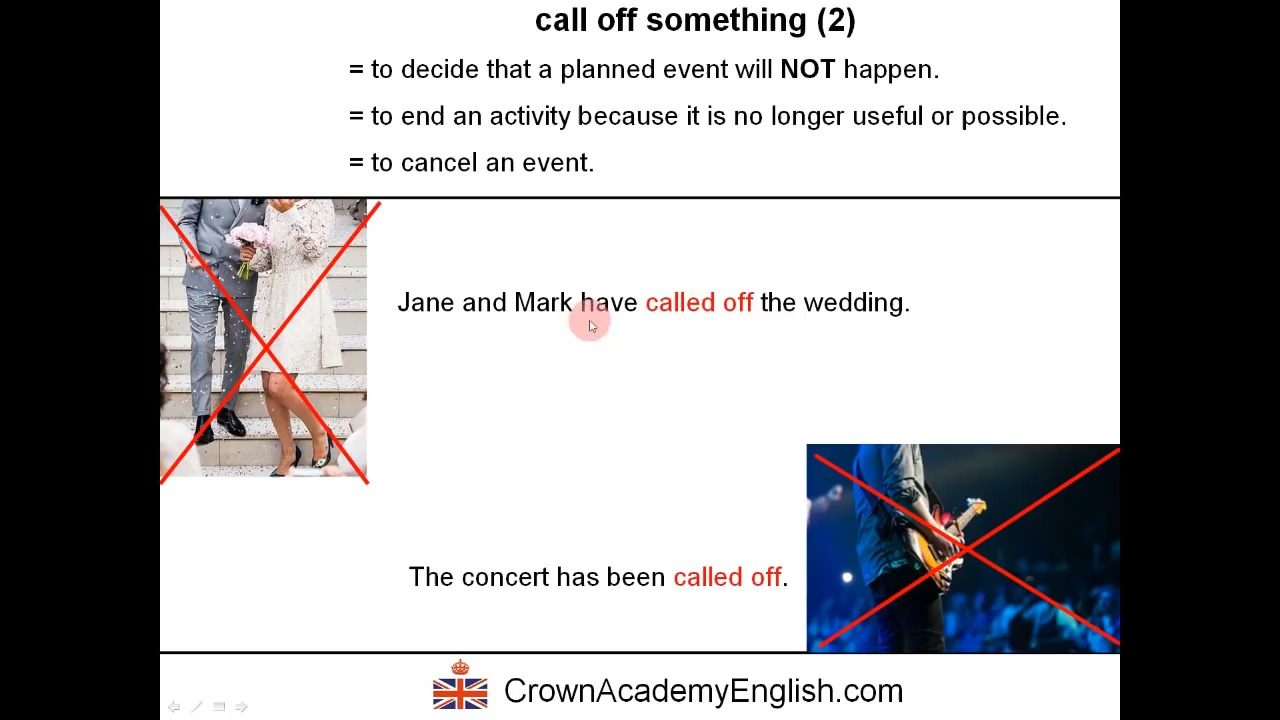 call off something (2)
= to decide that a planned event will NOT happen.
= to end an activity because it is no longer useful or possible.
= to cancel an event.
Jane and Mark have called off the wedding.
The concert has been called off.
CrownAcademyEnglish.com